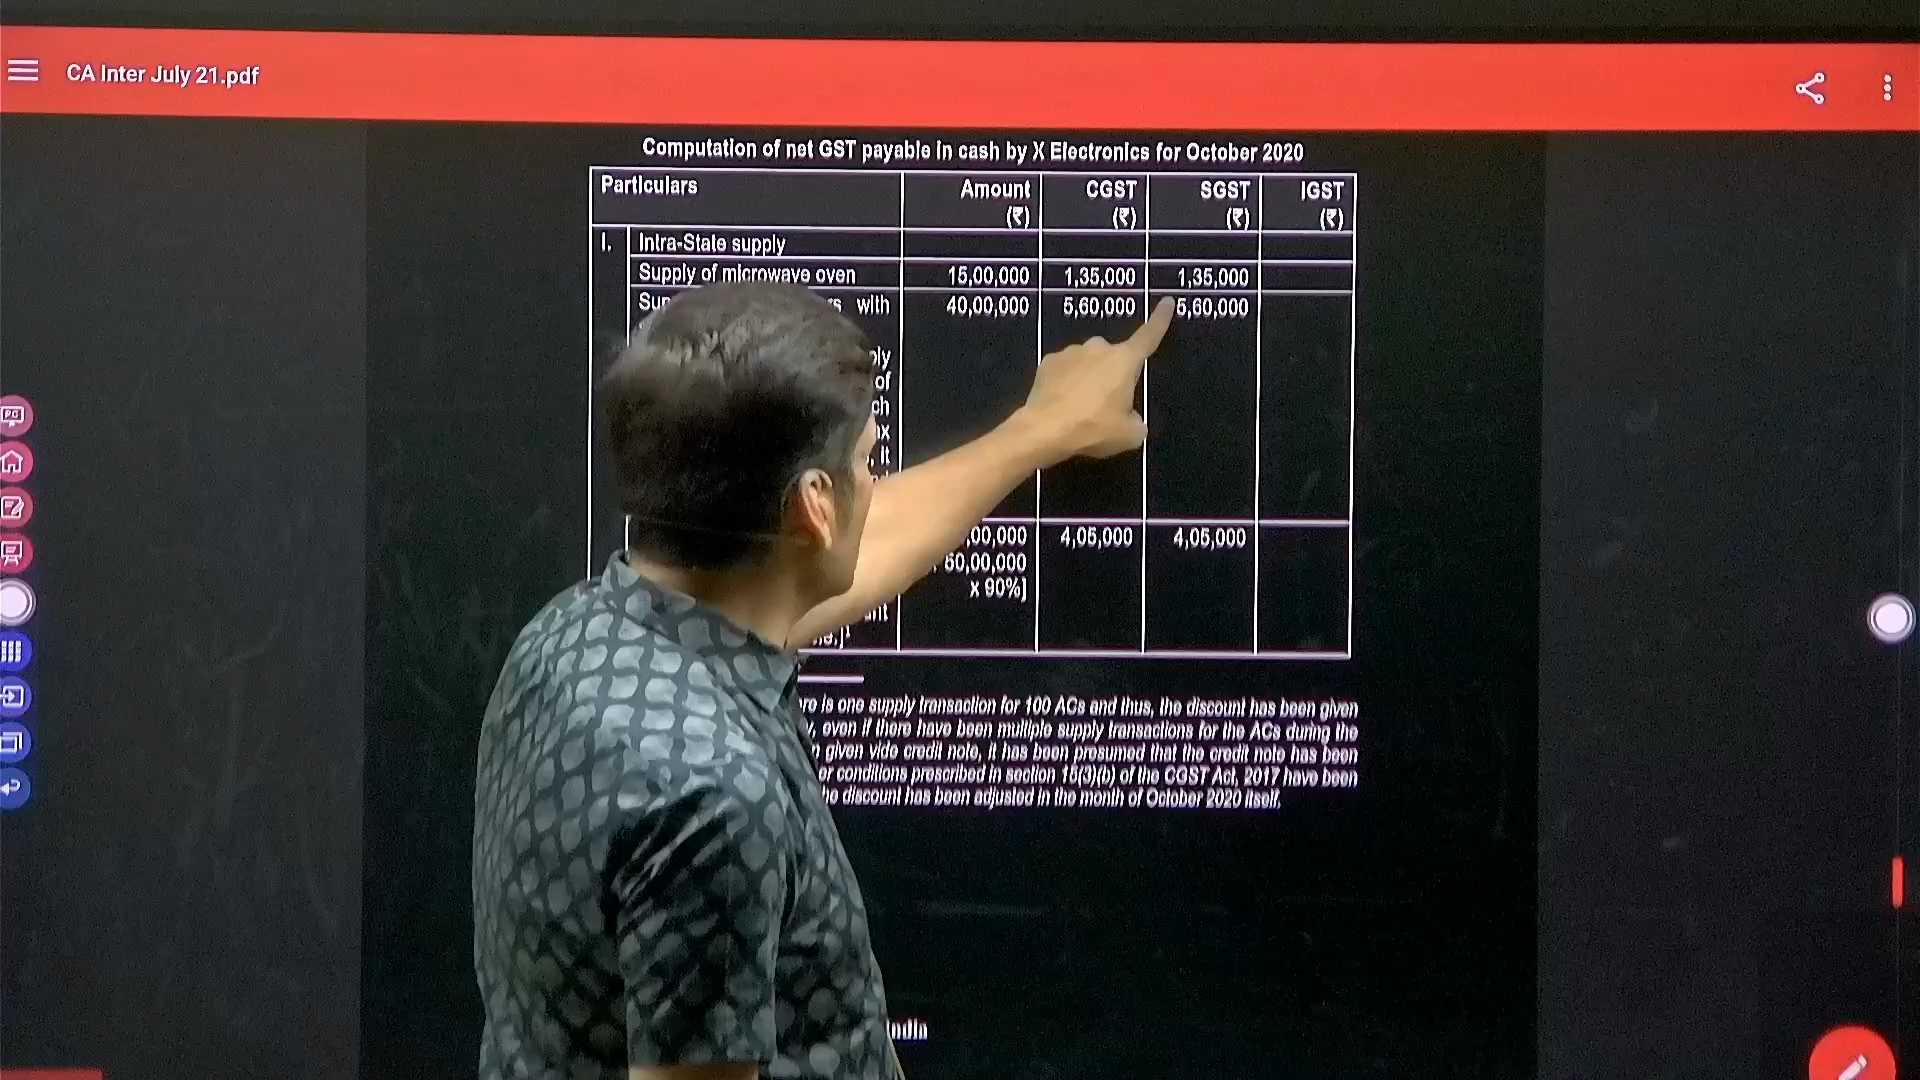 CA Inter July 21.pdf
Computation of net GST payable in cash by X Electronics for October 2020
Particulars Amount (₹) CGST (₹) SGST (₹) IGST (₹)
I. Intra-State supply
Supply of microwave oven 15,00,000 1,35,000 1,35,000
with 40,00,000 5,60,000 5,60,000
of
it
,00,000 4,05,000 4,05,000
50,00,000
x 90%]
is one supply transaction for 100 ACs and thus, the discount has been given
even if there have been multiple supply transactions for the ACs during the
given vide credit note, it has been presumed that the credit note has been
conditions prescribed in section 15(3)(b) of the CGST Act, 2017 have been
discount has been adjusted in the month of October 2020 itself.